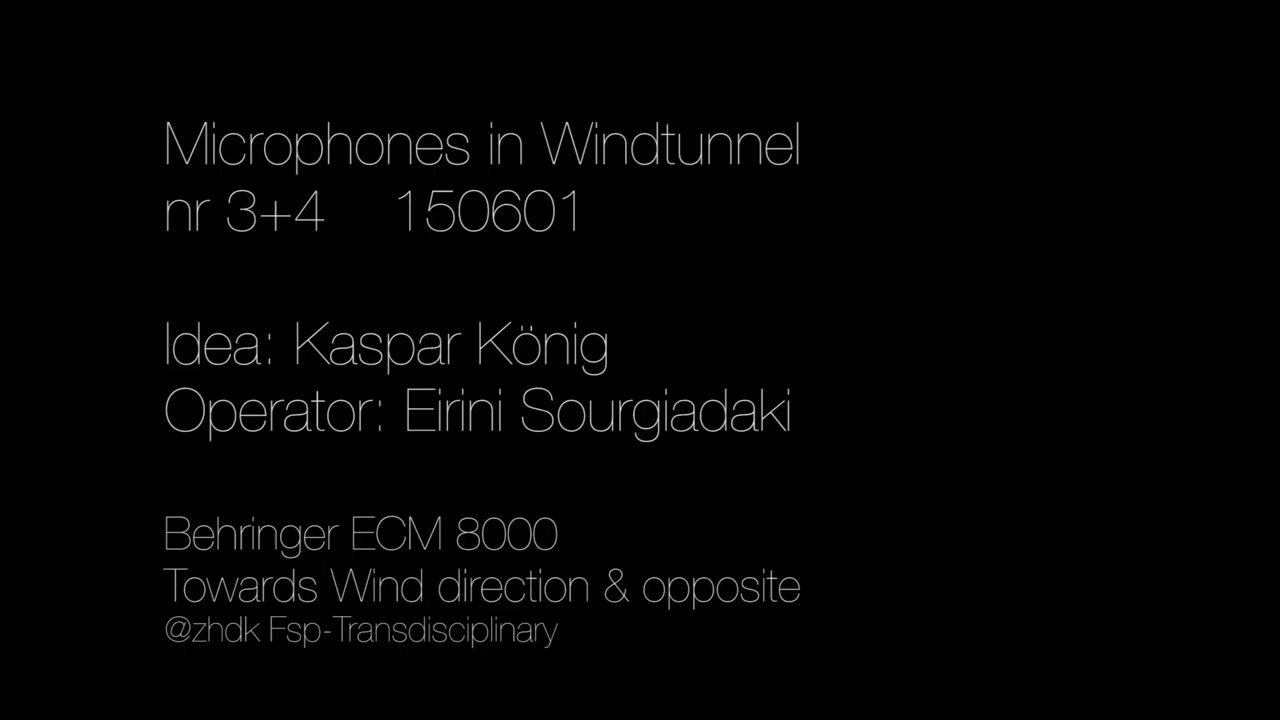 Microphones in Windtunnel
nr 3+4 150601
Idea: Kaspar König
Operator: Eirini Sourgiadaki
Behringer ECM 8000
Towards Wind direction & opposite
@zhdk Fsp-Transdisciplinary